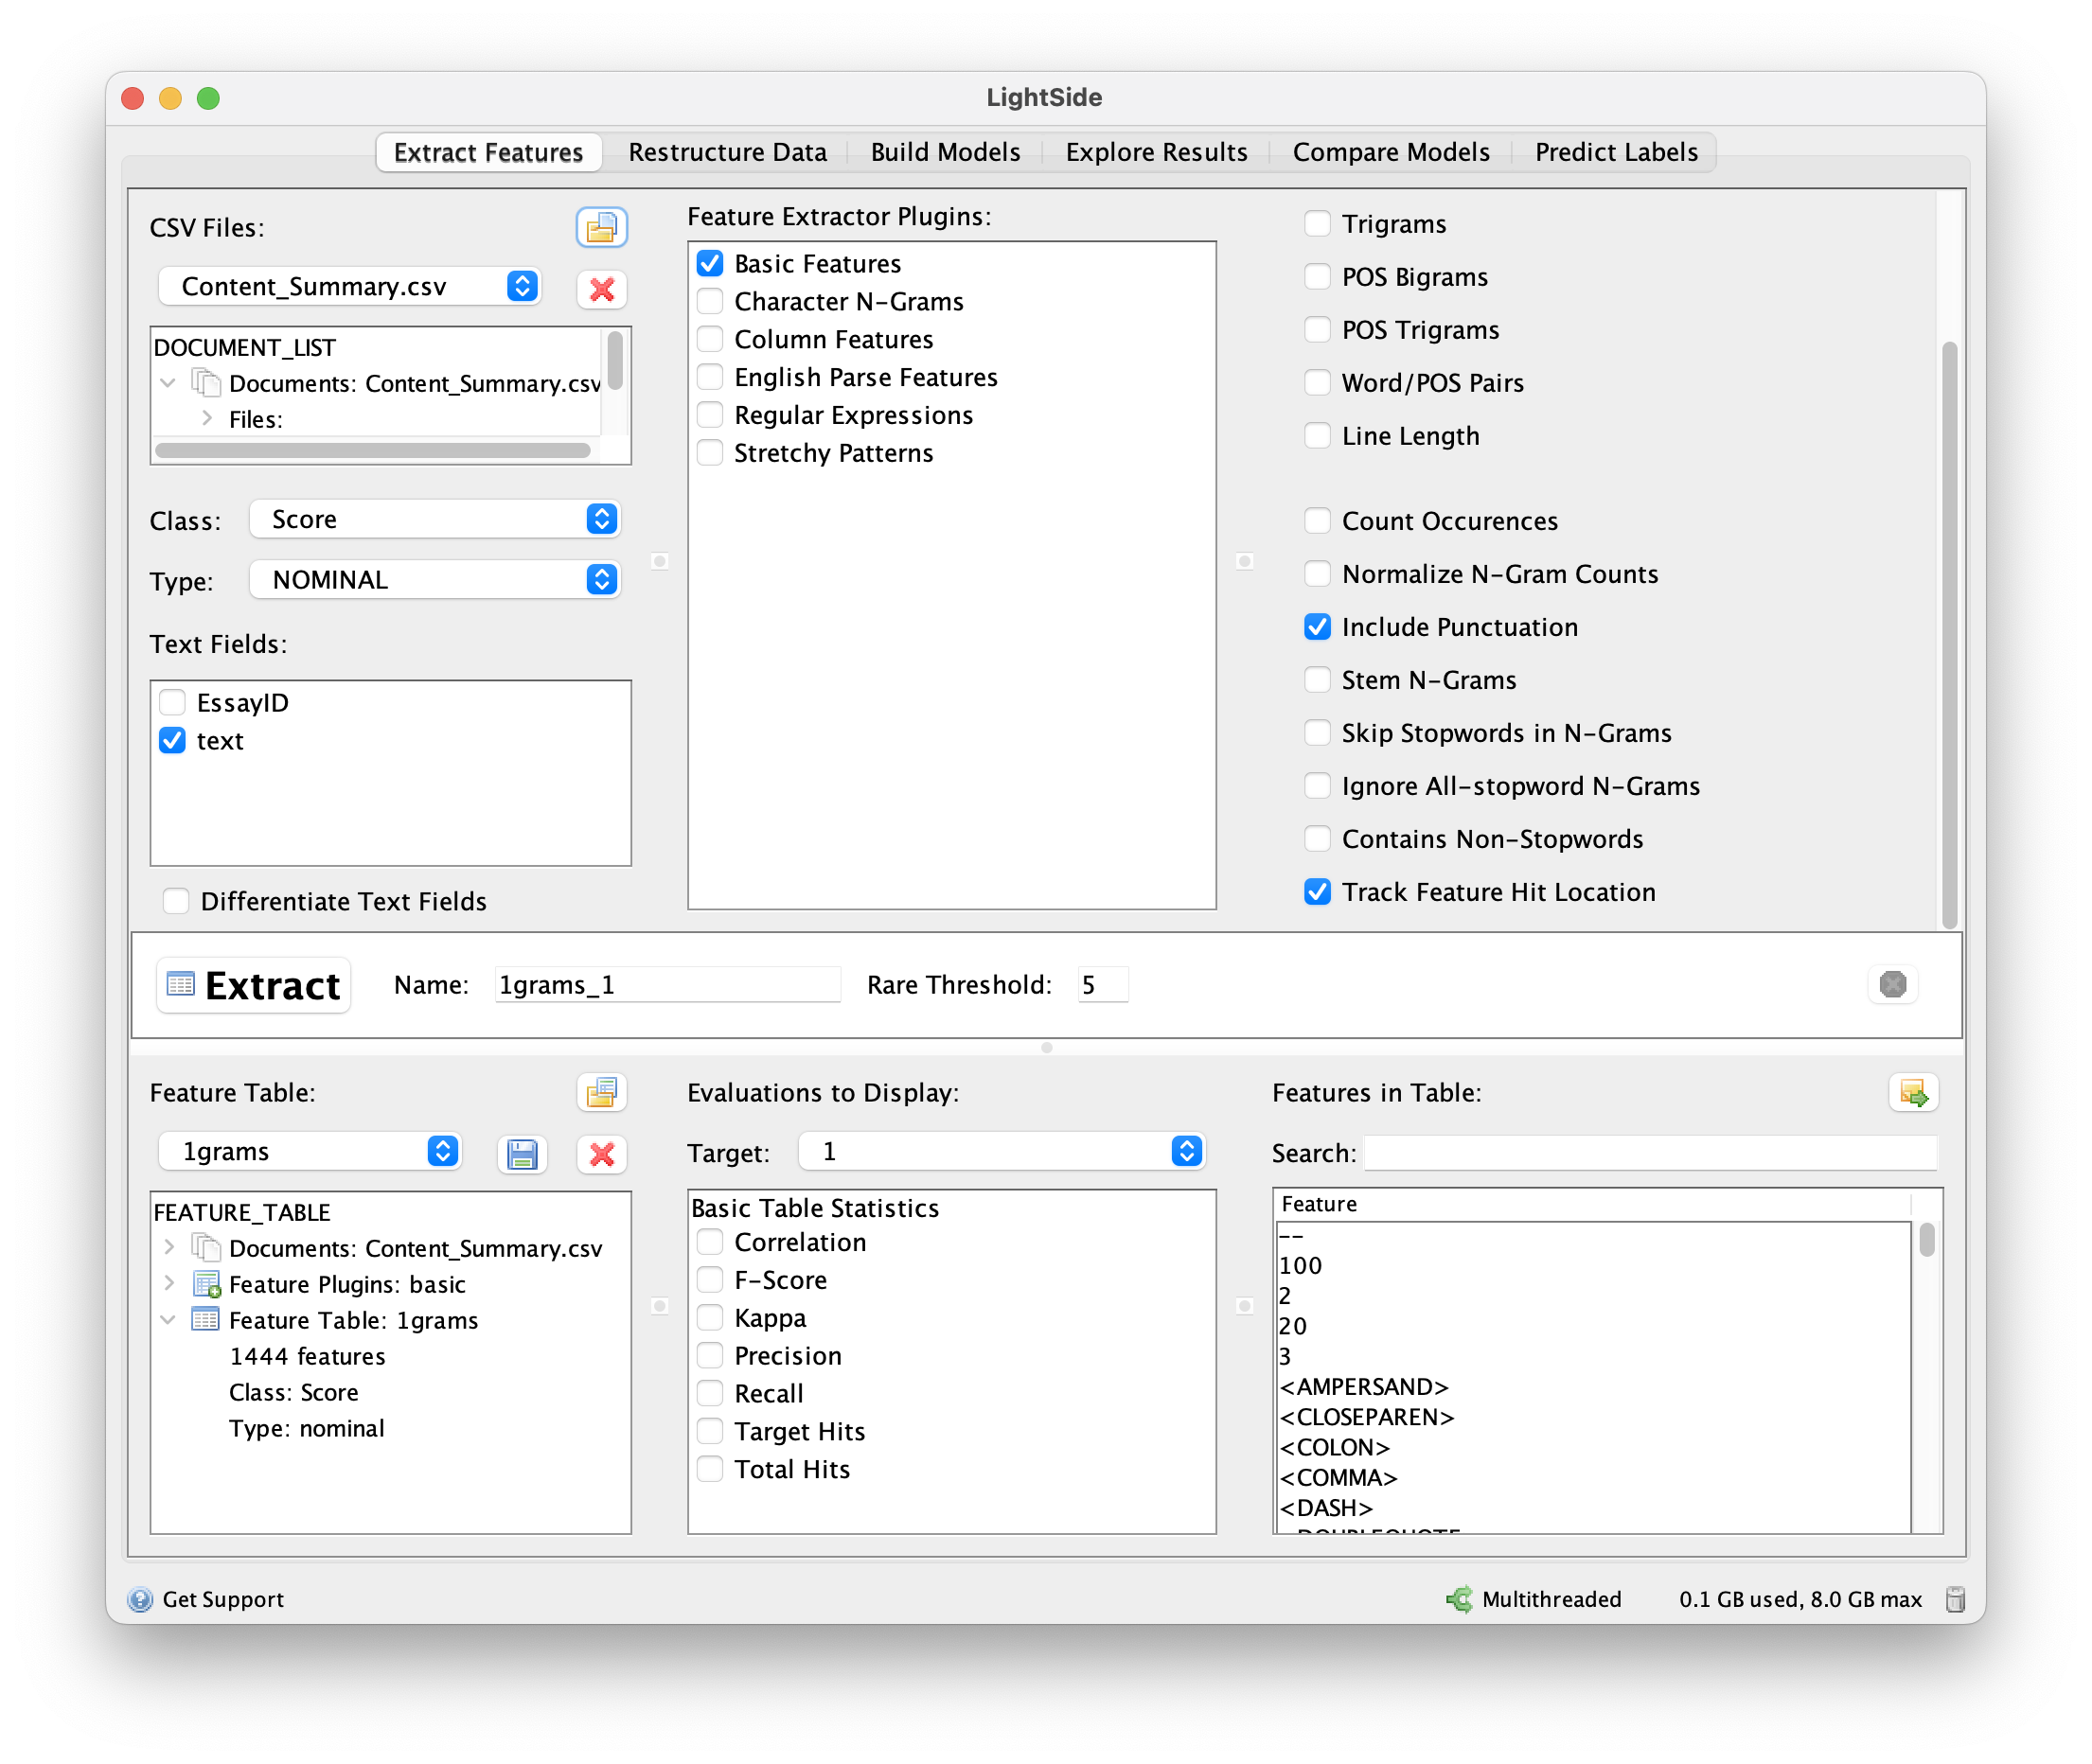 LightSide
Extract Features
Restructure Data
Build Models
Explore Results
Compare Models
Predict Labels
CSV Files:
Content_Summary.csv
DOCUMENT_LIST
Documents: Content_Summary.csv
Files:
Class:
Score
Type:
NOMINAL
Text Fields:
EssayID
text
Differentiate Text Fields
Feature Extractor Plugins:
Basic Features
Character N-Grams
Column Features
English Parse Features
Regular Expressions
Stretchy Patterns
Trigrams
POS Bigrams
POS Trigrams
Word/POS Pairs
Line Length
Count Occurences
Normalize N-Gram Counts
Include Punctuation
Stem N-Grams
Skip Stopwords in N-Grams
Ignore All-stopword N-Grams
Contains Non-Stopwords
Track Feature Hit Location
Extract
Name:
1grams_1
Rare Threshold:
5
Feature Table:
1grams
FEATURE_TABLE
Documents: Content_Summary.csv
Feature Plugins: basic
Feature Table: 1grams
1444 features
Class: Score
Type: nominal
Evaluations to Display:
Target:
1
Basic Table Statistics
Correlation
F-Score
Kappa
Precision
Recall
Target Hits
Total Hits
Features in Table:
Search:
Feature
--
100
2
20
3
<AMPERSAND>
<CLOSEPAREN>
<COLON>
<COMMA>
<DASH>
Get Support
Multithreaded
0.1 GB used, 8.0 GB max